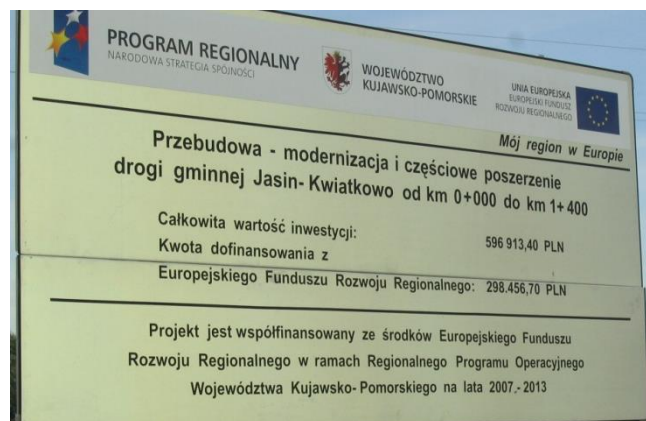 PROGRAM REGIONALNY
NARODOWA STRATEGIA SPÓJNOŚCI
WOJEWÓDZTWO
KUJAWSKO-POMORSKIE
UNIA EUROPEJSKA
EUROPEJSKI FUNDUSZ
ROZWOJU REGIONALNEGO
Mój region w Europie
Przebudowa - modernizacja i częściowe poszerzenie
drogi gminnej Jasin-Kwiatkowo od km 0+000 do km 1+400
Całkowita wartość inwestycji: 596 913,40 PLN
Kwota dofinansowania z
Europejskiego Funduszu Rozwoju Regionalnego: 298.456,70 PLN
Projekt jest współfinansowany ze środków Europejskiego Funduszu
Rozwoju Regionalnego w ramach Regionalnego Programu Operacyjnego
Województwa Kujawsko-Pomorskiego na lata 2007.-2013